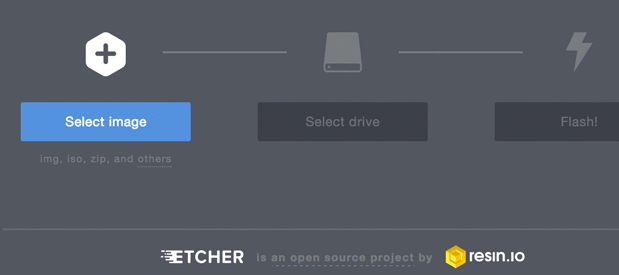 Select image
Select drive
Flash!
img, iso, zip, and others
ETCHER is an open source project by resin.io